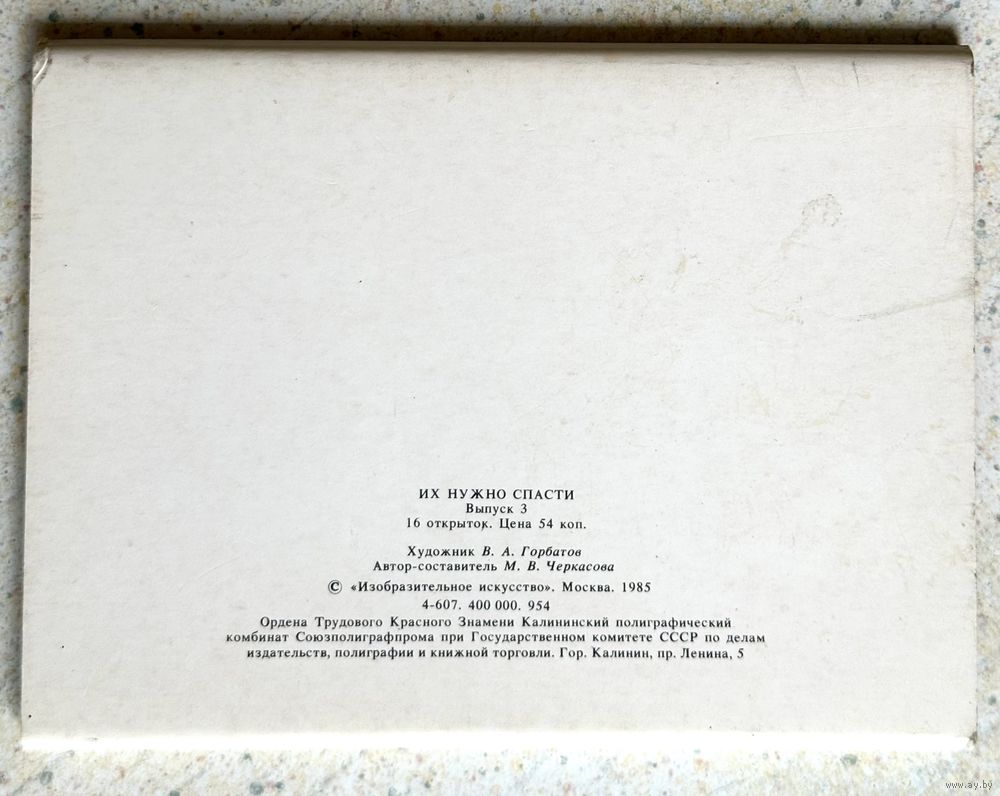 ИХ НУЖНО СПАСТИ
Выпуск 3
16 открыток. Цена 54 коп.
Художник В. А. Горбатов
Автор-составитель М. В. Черкасова
© «Изобразительное искусство». Москва. 1985
4-607. 400 000. 954
Ордена Трудового Красного Знамени Калининский полиграфический
комбинат Союзполиграфпрома при Государственном комитете СССР по делам
издательств, полиграфии и книжной торговли. Гор. Калинин, пр. Ленина, 5
www.ay.by